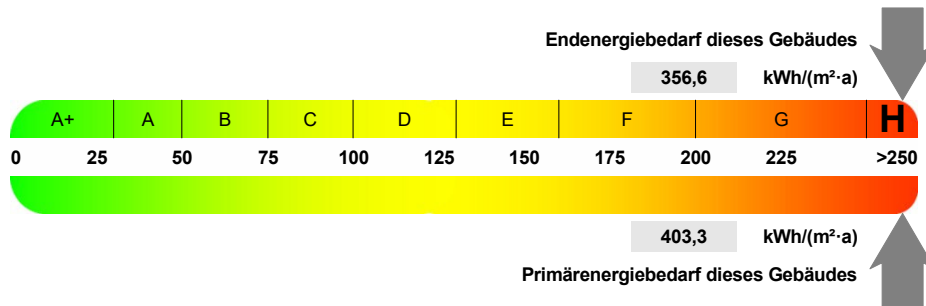 Endenergiebedarf dieses Gebäudes
356,6 kWh/(m²·a)
A+ A B C D E F G H
0 25 50 75 100 125 150 175 200 225 >250
403,3 kWh/(m²·a)
Primärenergiebedarf dieses Gebäudes